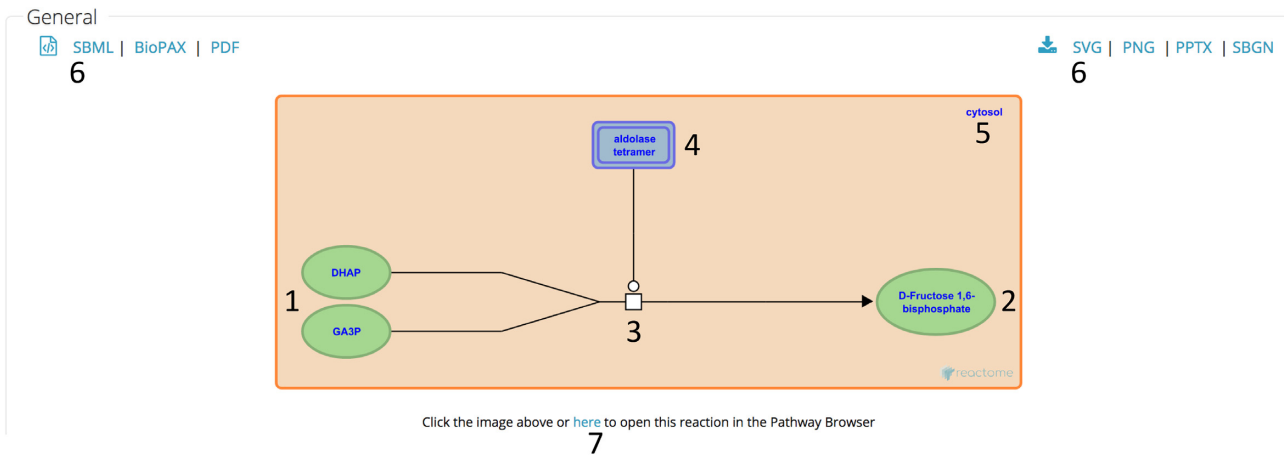 General
SBML | BioPAX | PDF
SVG | PNG | PPTX | SBGN
6
6
cytosol
5
aldolase
tetramer
4
DHAP
1
GA3P
3
D-Fructose 1,6-
bisphosphate
2
reactome
Click the image above or here to open this reaction in the Pathway Browser
7